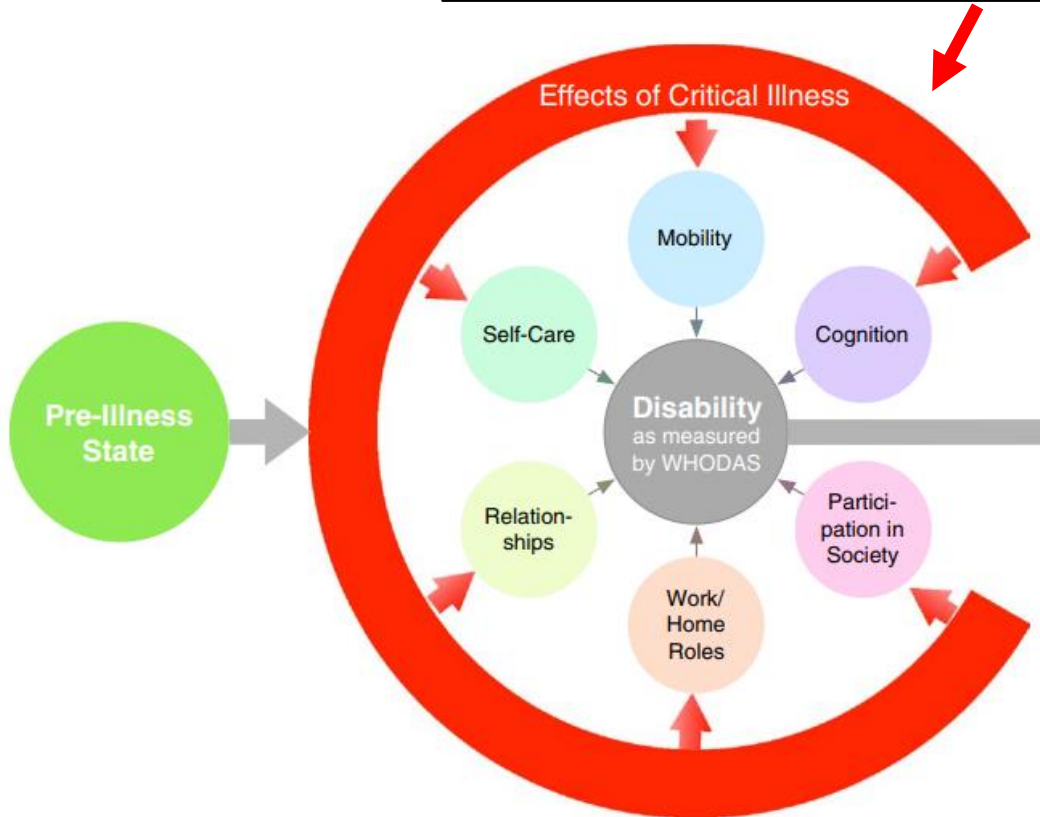 Effects of Critical Illness
Mobility
Self-Care
Cognition
Pre-Illness
State
Disability
as measured
by WHODAS
Relation-
ships
Partici-
pation in
Society
Work/
Home
Roles